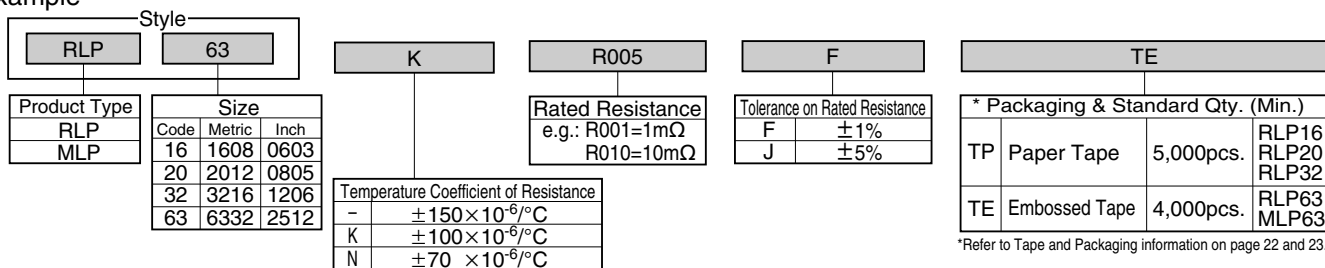 Style
RLP 63 K R005 F TE
Product Type
RLP
MLP
Size
Code Metric Inch
16 1608 0603
20 2012 0805
32 3216 1206
63 6332 2512
Temperature Coefficient of Resistance
− ±150×10-6/°C
K ±100×10-6/°C
N ±70 ×10-6/°C
Rated Resistance
e.g.: R001=1mΩ
R010=10mΩ
Tolerance on Rated Resistance
F ±1%
J ±5%
* Packaging & Standard Qty. (Min.)
TP Paper Tape 5,000pcs. RLP16
RLP20
RLP32
TE Embossed Tape 4,000pcs. RLP63
MLP63
*Refer to Tape and Packaging information on page 22 and 23